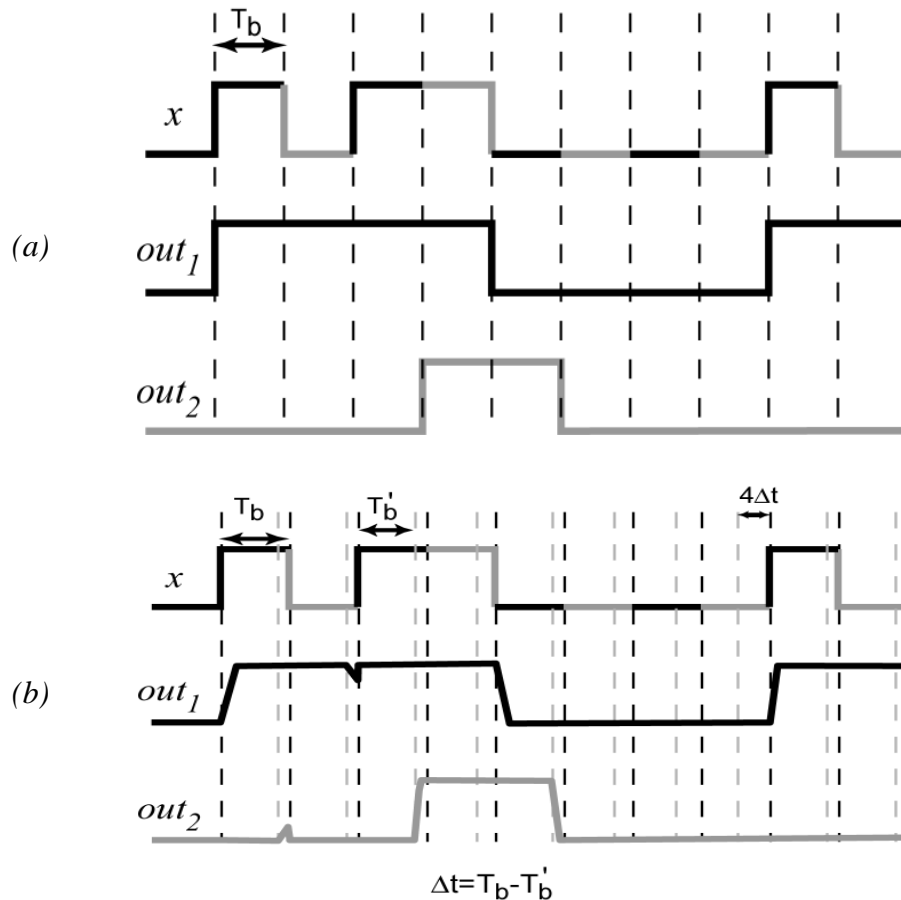 T_b
x
(a)
out_1
out_2
T_b T_b' 4Δt
x
(b)
out_1
out_2
Δt=T_b-T_b'